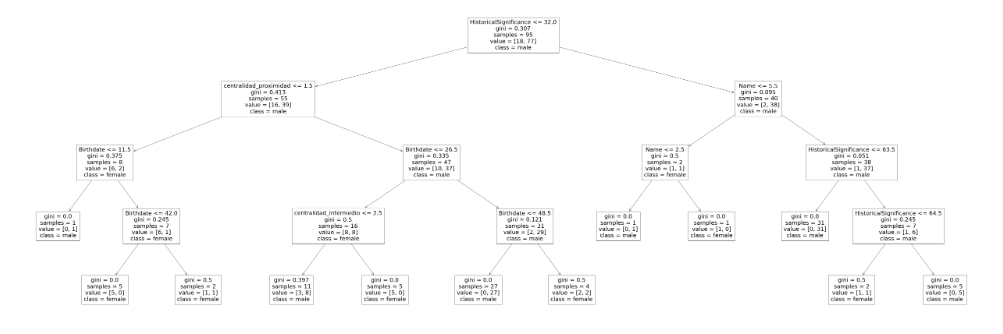 HistoricalSignificance <= 32.0
gini = 0.307
samples = 95
value = [18, 77]
class = male
centralidad_proximidad <= 1.5
gini = 0.413
samples = 55
value = [16, 39]
class = male
Name <= 5.5
gini = 0.095
samples = 40
value = [2, 38]
class = male
Birthdate <= 11.5
gini = 0.375
samples = 8
value = [6, 2]
class = female
Birthdate <= 26.5
gini = 0.335
samples = 47
value = [10, 37]
class = male
Name <= 2.5
gini = 0.5
samples = 2
value = [1, 1]
class = female
HistoricalSignificance <= 63.5
gini = 0.051
samples = 38
value = [1, 37]
class = male
gini = 0.0
samples = 1
value = [0, 1]
class = male
Birthdate <= 42.0
gini = 0.245
samples = 7
value = [6, 1]
class = female
centralidad_intermedio <= 2.5
gini = 0.5
samples = 16
value = [8, 8]
class = female
Birthdate <= 48.5
gini = 0.121
samples = 31
value = [2, 29]
class = male
gini = 0.0
samples = 1
value = [0, 1]
class = male
gini = 0.0
samples = 1
value = [1, 0]
class = female
gini = 0.0
samples = 31
value = [0, 31]
class = male
HistoricalSignificance <= 64.5
gini = 0.245
samples = 7
value = [1, 6]
class = male
gini = 0.0
samples = 5
value = [5, 0]
class = female
gini = 0.5
samples = 2
value = [1, 1]
class = female
gini = 0.397
samples = 11
value = [3, 8]
class = male
gini = 0.0
samples = 5
value = [5, 0]
class = female
gini = 0.0
samples = 27
value = [0, 27]
class = male
gini = 0.5
samples = 4
value = [2, 2]
class = female
gini = 0.5
samples = 2
value = [1, 1]
class = female
gini = 0.0
samples = 5
value = [0, 5]
class = male